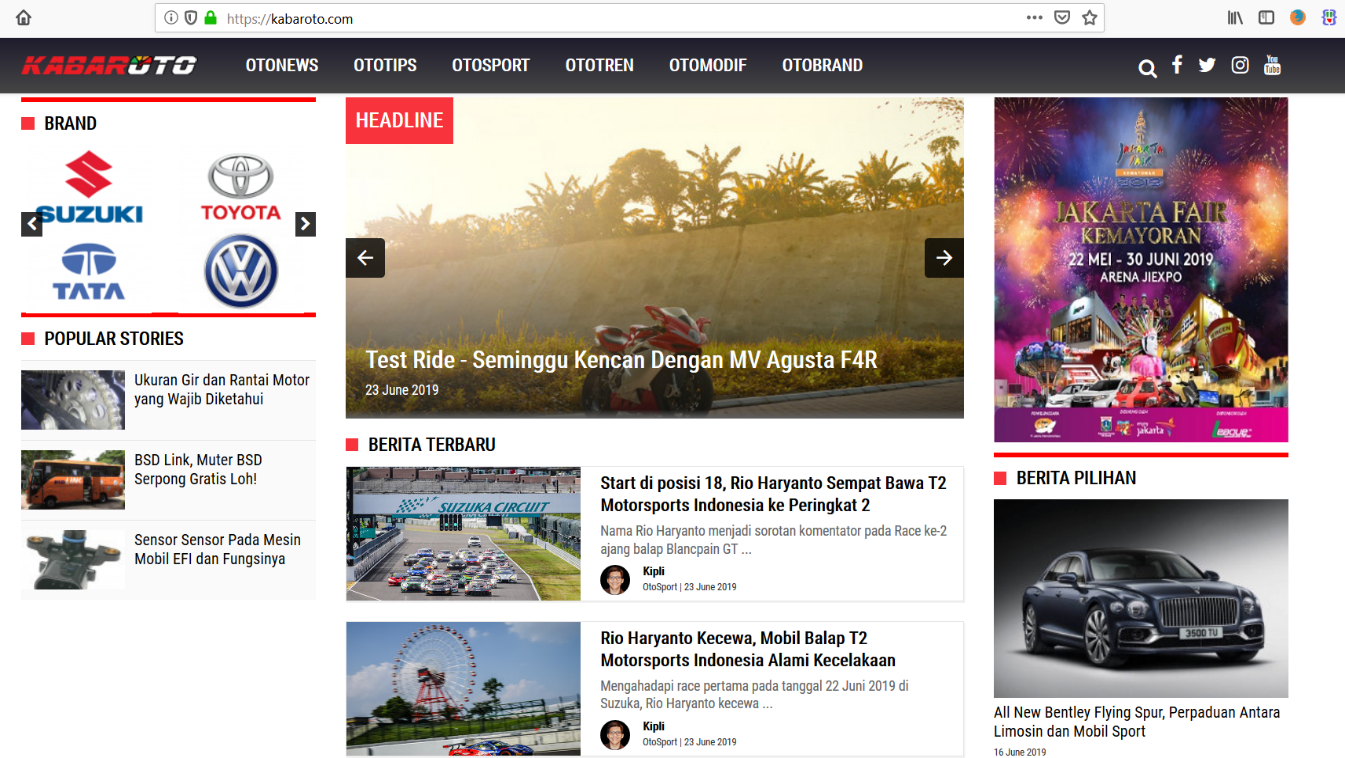 https://kabaroto.com
KABAROTO
OTONEWS
OTOTIPS
OTOSPORT
OTOTREN
OTOMODIF
OTOBRAND
You
Tube
BRAND
SUZUKI
TOYOTA
TATA
POPULAR STORIES
Ukuran Gir dan Rantai Motor
yang Wajib Diketahui
BSD Link, Muter BSD
Serpong Gratis Loh!
Sensor Sensor Pada Mesin
Mobil EFI dan Fungsinya
HEADLINE
Test Ride - Seminggu Kencan Dengan MV Agusta F4R
23 June 2019
BERITA TERBARU
SUZUKA CIRCUIT
Start di posisi 18, Rio Haryanto Sempat Bawa T2
Motorsports Indonesia ke Peringkat 2
Nama Rio Haryanto menjadi sorotan komentator pada Race ke-2
ajang balap Blancpain GT ...
Kipli
OtoSport | 23 June 2019
Rio Haryanto Kecewa, Mobil Balap T2
Motorsports Indonesia Alami Kecelakaan
Mengahadapi race pertama pada tanggal 22 Juni 2019 di
Suzuka, Rio Haryanto kecewa ...
Kipli
OtoSport | 23 June 2019
JAKARTA FAIR
KEMAYORAN
22 MEI - 30 JUNI 2019
ARENA JIEXPO
jakarta
League
BERITA PILIHAN
3500 TU
All New Bentley Flying Spur, Perpaduan Antara
Limosin dan Mobil Sport
16 June 2019